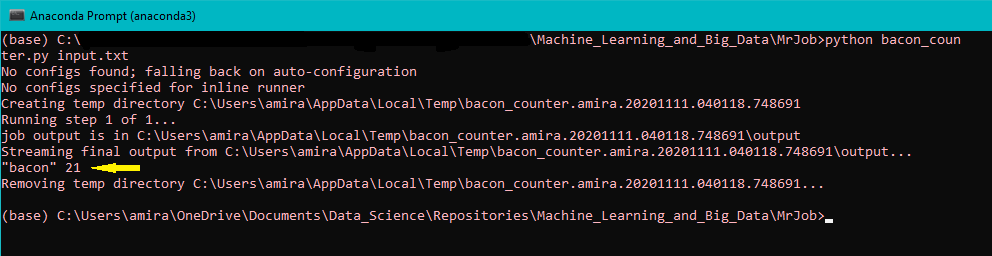 Anaconda Prompt (anaconda3)
(base) C:\ \Machine_Learning_and_Big_Data\MrJob>python bacon_coun
ter.py input.txt
No configs found; falling back on auto-configuration
No configs specified for inline runner
Creating temp directory C:\Users\amira\AppData\Local\Temp\bacon_counter.amira.20201111.040118.748691
Running step 1 of 1...
job output is in C:\Users\amira\AppData\Local\Temp\bacon_counter.amira.20201111.040118.748691\output
Streaming final output from C:\Users\amira\AppData\Local\Temp\bacon_counter.amira.20201111.040118.748691\output...
"bacon" 21
Removing temp directory C:\Users\amira\AppData\Local\Temp\bacon_counter.amira.20201111.040118.748691...
(base) C:\Users\amira\OneDrive\Documents\Data_Science\Repositories\Machine_Learning_and_Big_Data\MrJob>